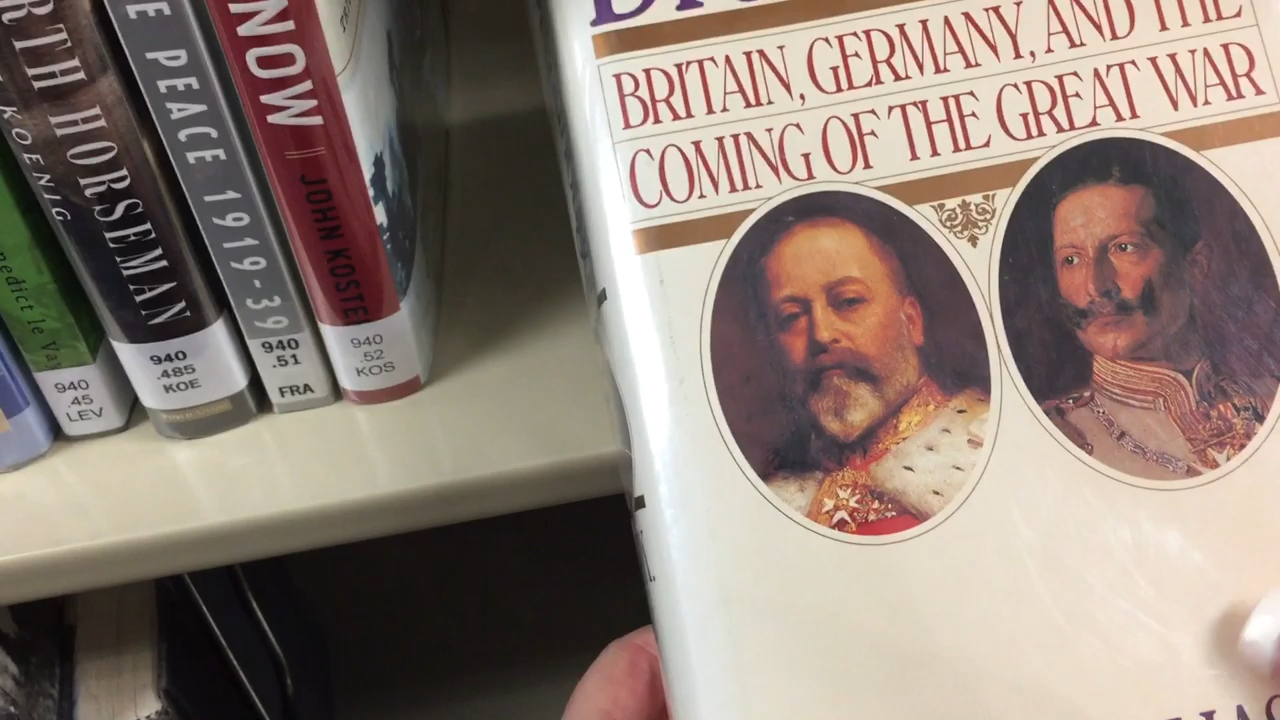 RTH HORSEMAN
KOENIG
E PEACE 1919-39
NOW
JOHN KOSTE
940
.45
LEV
940
.485
KOE
940
.51
FRA
940
.52
KOS
BRITAIN, GERMANY, AND THE
COMING OF THE GREAT WAR